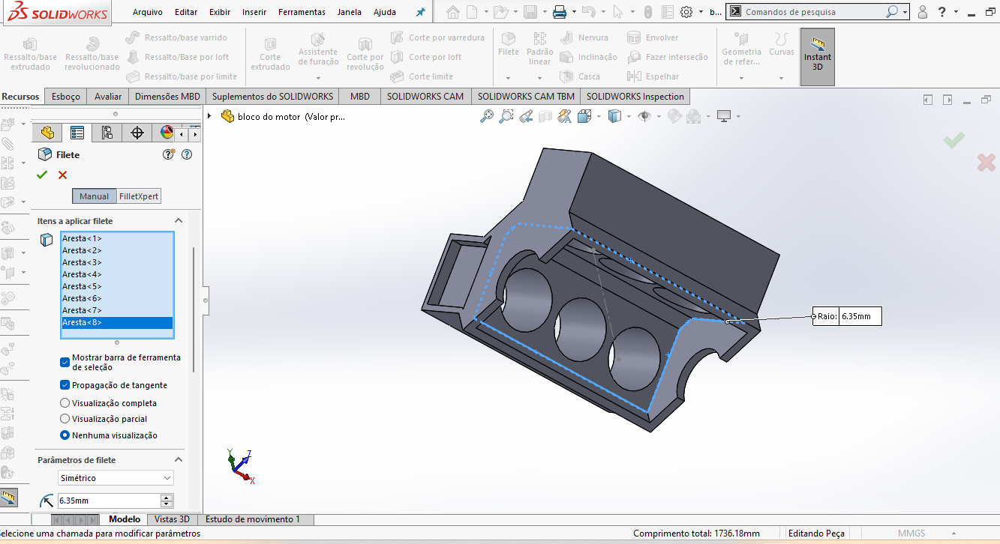 SOLIDWORKS
Arquivo Editar Exibir Inserir Ferramentas Janela Ajuda
b...
Comandos de pesquisa
Ressalto/base extrudado
Ressalto/base revolucionado
Ressalto/base varrido
Ressalto/Base por loft
Ressalto/base por limite
Corte extrudado
Assistente de furação
Corte por revolução
Corte por varredura
Corte por loft
Corte limite
Filete
Padrão linear
Nervura
Inclinação
Casca
Envolver
Fazer interseção
Espelhar
Geometria de refer...
Curvas
Instant 3D
Recursos Esboço Avaliar Dimensões MBD Suplementos do SOLIDWORKS MBD SOLIDWORKS CAM SOLIDWORKS CAM TBM SOLIDWORKS Inspection
bloco do motor (Valor pr...
Filete
Manual FilletXpert
Itens a aplicar filete
Aresta<1>
Aresta<2>
Aresta<3>
Aresta<4>
Aresta<5>
Aresta<6>
Aresta<7>
Aresta<8>
Mostrar barra de ferramenta
de seleção
Propagação de tangente
Visualização completa
Visualização parcial
Nenhuma visualização
Parâmetros de filete
Simétrico
6.35mm
Raio: 6.35mm
Y
Z
X
Modelo Vistas 3D Estudo de movimento 1
Selecione uma chamada para modificar parâmetros
Comprimento total: 1736.18mm Editando Peça MMGS